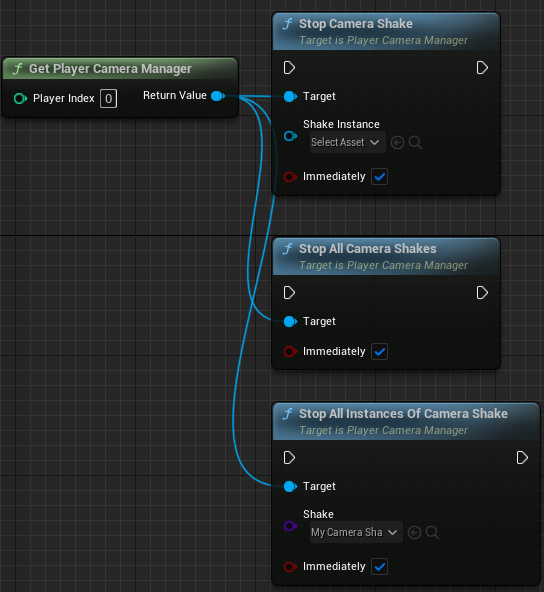 Get Player Camera Manager
Player Index 0
Return Value
Stop Camera Shake
Target is Player Camera Manager
Target
Shake Instance
Select Asset
Immediately
Stop All Camera Shakes
Target is Player Camera Manager
Target
Immediately
Stop All Instances Of Camera Shake
Target is Player Camera Manager
Target
Shake
My Camera Sha
Immediately